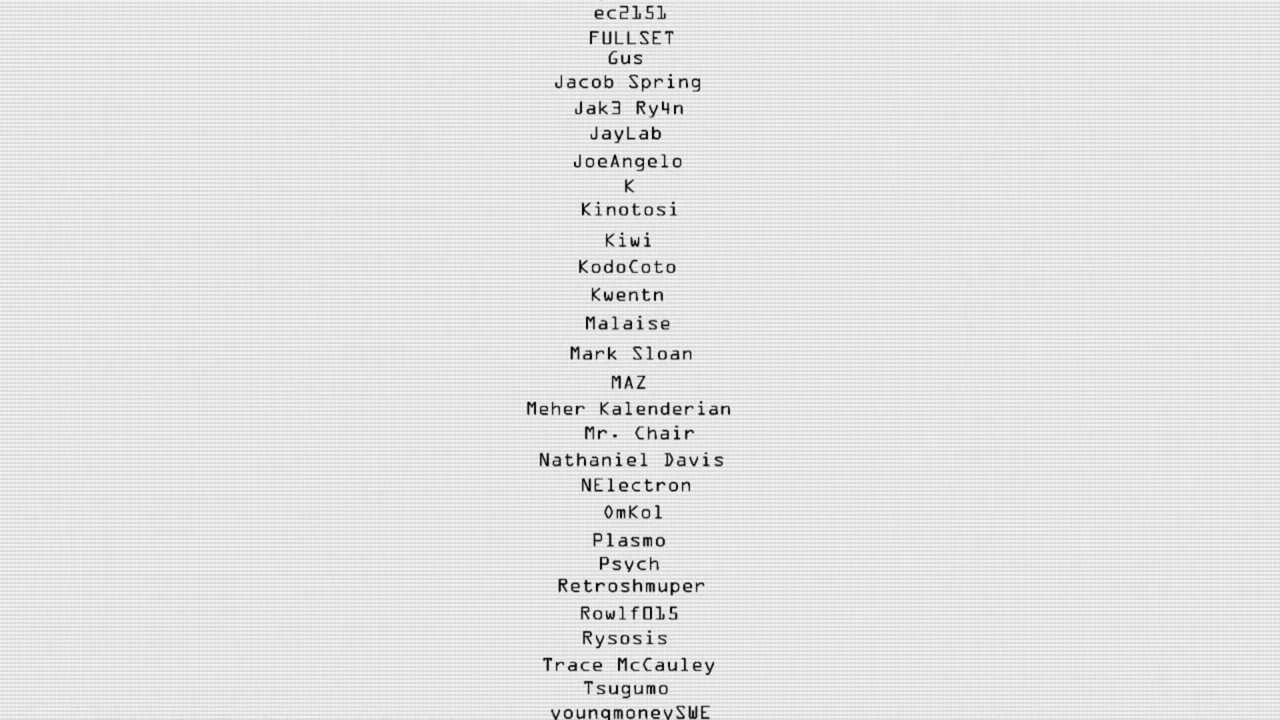 ec2151
FULLSET
Gus
Jacob Spring
Jak3 Ry4n
JayLab
JoeAngelo
K
Kinotosi
Kiwi
KodoCoto
Kwentn
Malaise
Mark Sloan
MAZ
Meher Kalenderian
Mr. Chair
Nathaniel Davis
NElectron
OmKol
Plasmo
Psych
Retroshmuper
Rowlf015
Rysosis
Trace McCauley
Tsugumo
youngmoneySWE